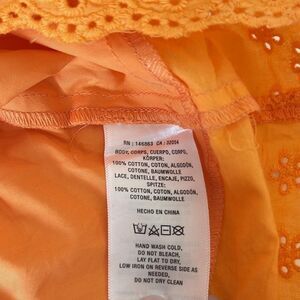 RN : 146863 CA : 32054
BODY, CORPS, CUERPO, CORPO,
KÖRPER:
100% COTTON, COTON, ALGODÓN,
COTONE, BAUMWOLLE
LACE, DENTELLE, ENCAJE, PIZZO,
SPITZE:
100% COTTON, COTON, ALGODÓN,
COTONE, BAUMWOLLE
HECHO EN CHINA
HAND WASH COLD,
DO NOT BLEACH,
LAY FLAT TO DRY,
LOW IRON ON REVERSE SIDE AS
NEEDED,
DO NOT DRY CLEAN